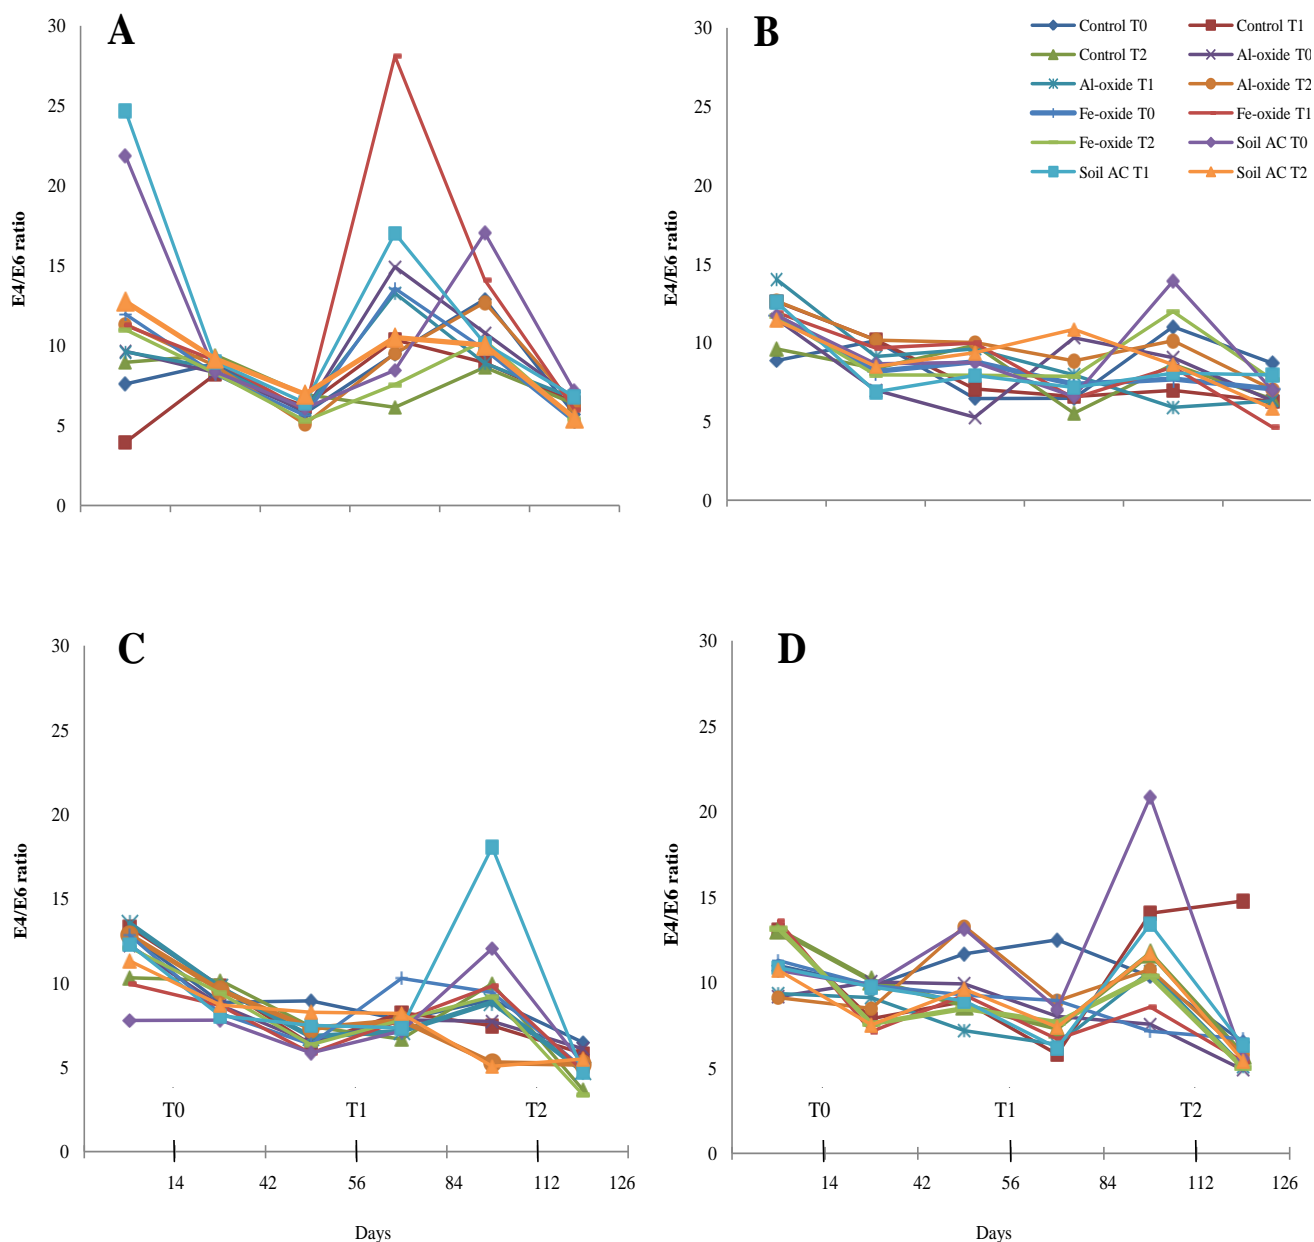 A
30
25
20
15
10
5
0
E4/E6 ratio
B
30
25
20
15
10
5
0
E4/E6 ratio
Control T0
Control T1
Control T2
Al-oxide T0
Al-oxide T1
Al-oxide T2
Fe-oxide T0
Fe-oxide T1
Fe-oxide T2
Soil AC T0
Soil AC T1
Soil AC T2
C
30
25
20
15
10
5
0
E4/E6 ratio
T0 T1 T2
14 42 56 84 112 126
Days
D
30
25
20
15
10
5
0
E4/E6 ratio
T0 T1 T2
14 42 56 84 112 126
Days